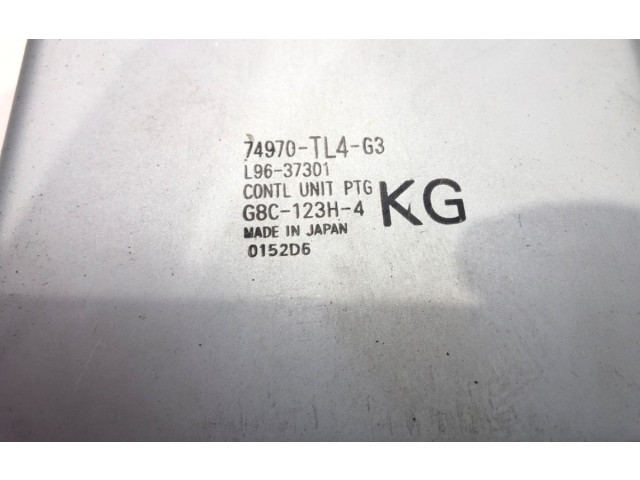 74970-TL4-G3
L96-37301
CONTL UNIT PTG
G8C-123H-4 KG
MADE IN JAPAN
0152D6